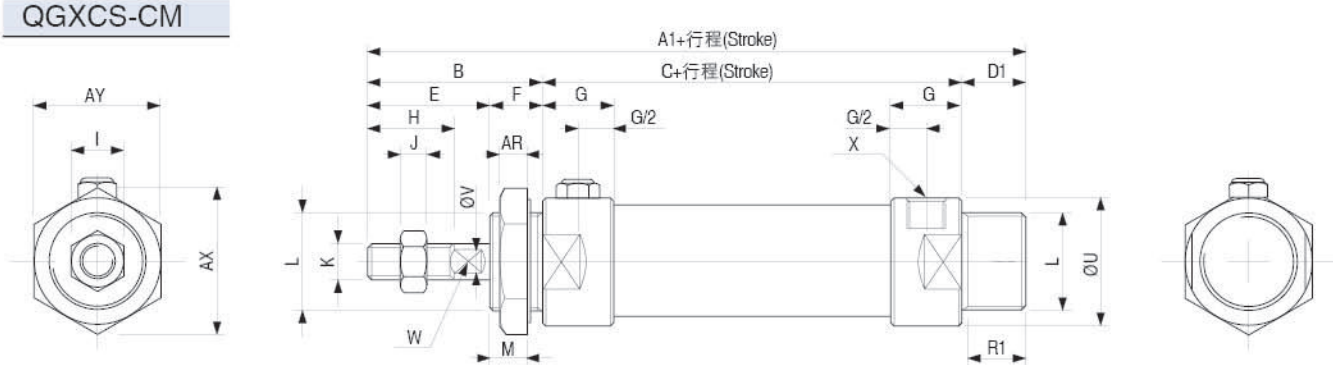 QGXCS-CM
A1+行程(Stroke)
B
C+行程(Stroke)
D1
AY
E
F
G
G
H
G/2
G/2
I
J
AR
X
ØV
AX
L
K
L
ØU
W
M
R1